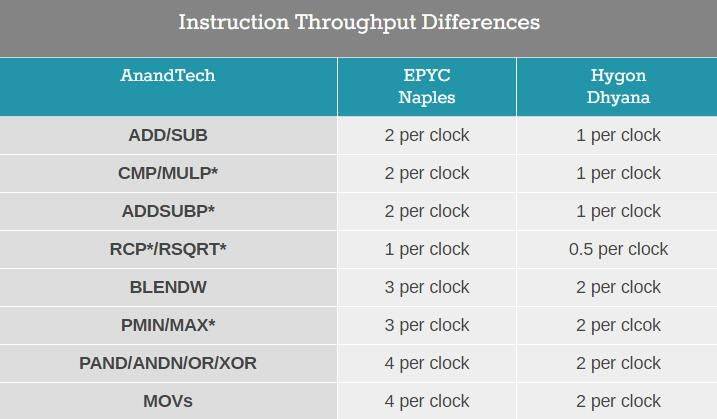 Instruction Throughput Differences
AnandTech EPYC Naples Hygon Dhyana
ADD/SUB 2 per clock 1 per clock
CMP/MULP* 2 per clock 1 per clock
ADDSUBP* 2 per clock 1 per clcok
RCP*/RSQRT* 1 per clock 0.5 per clock
BLENDW 3 per clock 2 per clock
PMIN/MAX* 3 per clock 2 per clcok
PAND/ANDN/OR/XOR 4 per clock 2 per clock
MOVs 4 per clock 2 per clock